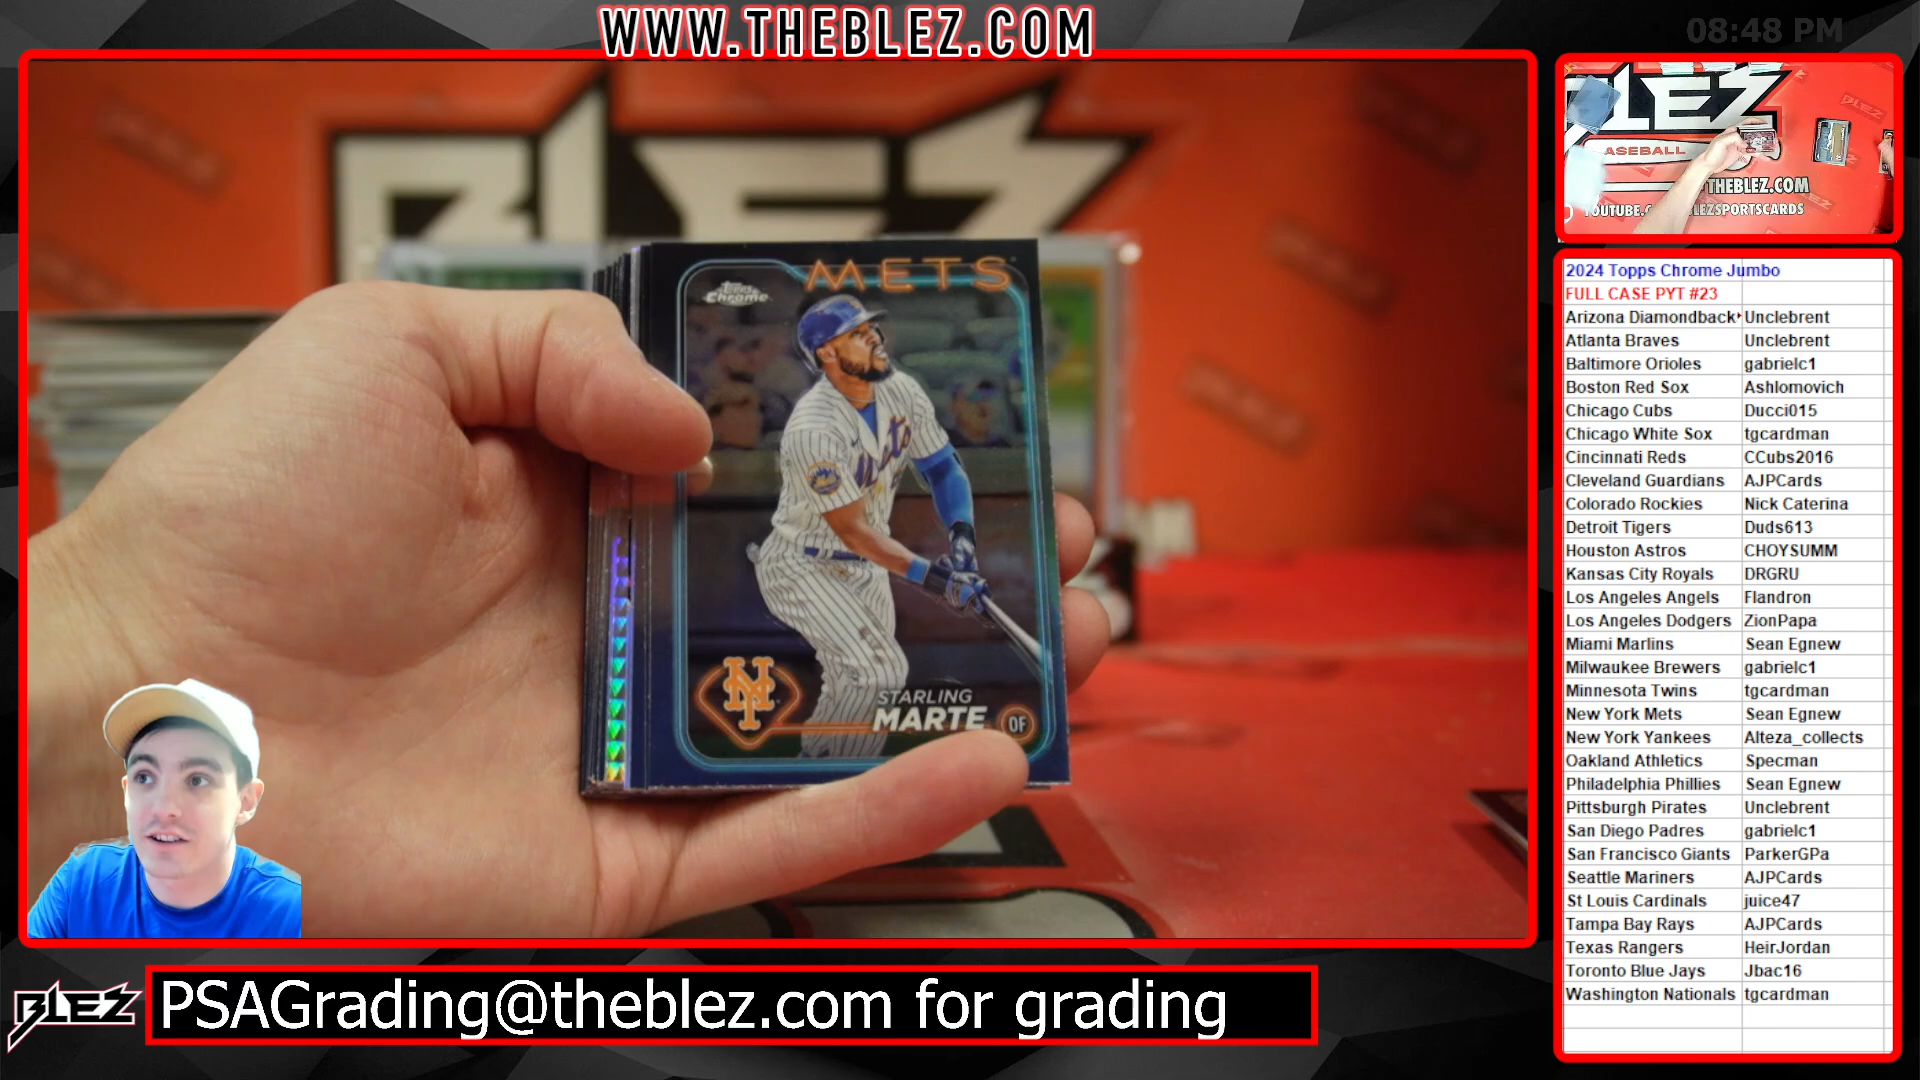 WWW.THEBLEZ.COM
08:48 PM
BLEZ
METS
Topps Chrome
Mets
NY
STARLING
MARTE OF
BLEZ
BASEBALL
THEBLEZ.COM
2024 Topps Chrome Jumbo
FULL CASE PYT #23
Arizona Diamondback Unclebrent
Atlanta Braves Unclebrent
Baltimore Orioles gabrielc1
Boston Red Sox Ashlomovich
Chicago Cubs Ducci015
Chicago White Sox tgcardman
Cincinnati Reds CCubs2016
Cleveland Guardians AJPCards
Colorado Rockies Nick Caterina
Detroit Tigers Duds613
Houston Astros CHOYSUMM
Kansas City Royals DRGRU
Los Angeles Angels Flandron
Los Angeles Dodgers ZionPapa
Miami Marlins Sean Egnew
Milwaukee Brewers gabrielc1
Minnesota Twins tgcardman
New York Mets Sean Egnew
New York Yankees Alteza_collects
Oakland Athletics Specman
Philadelphia Phillies Sean Egnew
Pittsburgh Pirates Unclebrent
San Diego Padres gabrielc1
San Francisco Giants ParkerGPa
Seattle Mariners AJPCards
St Louis Cardinals juice47
Tampa Bay Rays AJPCards
Texas Rangers HeirJordan
Toronto Blue Jays Jbac16
Washington Nationals tgcardman
BLEZ
PSAGrading@theblez.com for grading